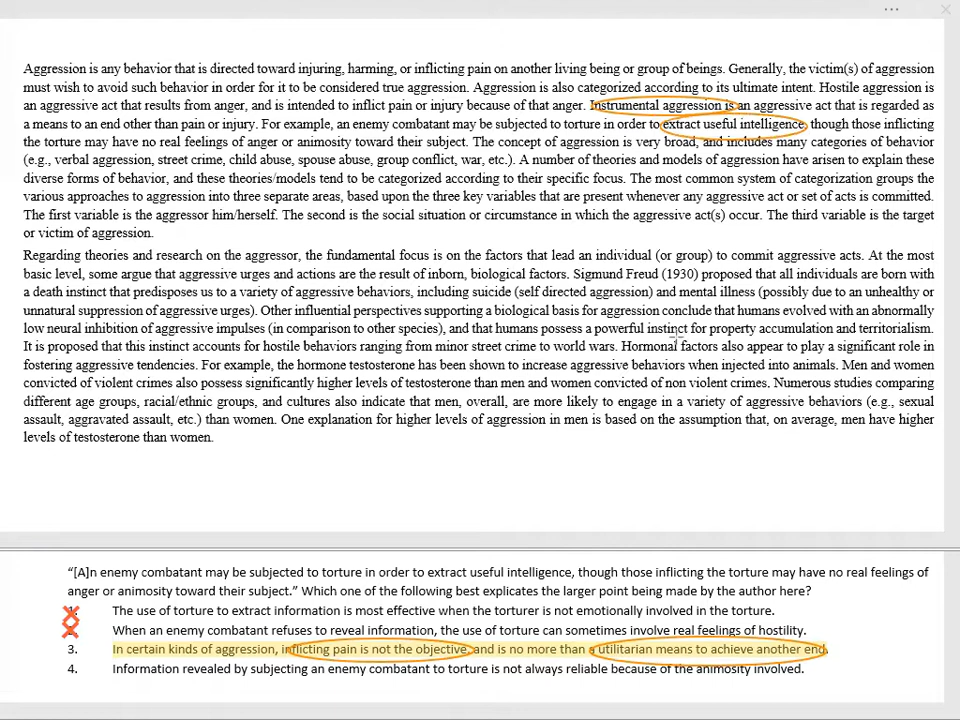 Aggression is any behavior that is directed toward injuring, harming, or inflicting pain on another living being or group of beings. Generally, the victim(s) of aggression
must wish to avoid such behavior in order for it to be considered true aggression. Aggression is also categorized according to its ultimate intent. Hostile aggression is
an aggressive act that results from anger, and is intended to inflict pain or injury because of that anger. Instrumental aggression is an aggressive act that is regarded as
a means to an end other than pain or injury. For example, an enemy combatant may be subjected to torture in order to extract useful intelligence, though those inflicting
the torture may have no real feelings of anger or animosity toward their subject. The concept of aggression is very broad, and includes many categories of behavior
(e.g., verbal aggression, street crime, child abuse, spouse abuse, group conflict, war, etc.). A number of theories and models of aggression have arisen to explain these
diverse forms of behavior, and these theories/models tend to be categorized according to their specific focus. The most common system of categorization groups the
various approaches to aggression into three separate areas, based upon the three key variables that are present whenever any aggressive act or set of acts is committed.
The first variable is the aggressor him/herself. The second is the social situation or circumstance in which the aggressive act(s) occur. The third variable is the target
or victim of aggression.
Regarding theories and research on the aggressor, the fundamental focus is on the factors that lead an individual (or group) to commit aggressive acts. At the most
basic level, some argue that aggressive urges and actions are the result of inborn, biological factors. Sigmund Freud (1930) proposed that all individuals are born with
a death instinct that predisposes us to a variety of aggressive behaviors, including suicide (self directed aggression) and mental illness (possibly due to an unhealthy or
unnatural suppression of aggressive urges). Other influential perspectives supporting a biological basis for aggression conclude that humans evolved with an abnormally
low neural inhibition of aggressive impulses (in comparison to other species), and that humans possess a powerful instinct for property accumulation and territorialism.
It is proposed that this instinct accounts for hostile behaviors ranging from minor street crime to world wars. Hormonal factors also appear to play a significant role in
fostering aggressive tendencies. For example, the hormone testosterone has been shown to increase aggressive behaviors when injected into animals. Men and women
convicted of violent crimes also possess significantly higher levels of testosterone than men and women convicted of non violent crimes. Numerous studies comparing
different age groups, racial/ethnic groups, and cultures also indicate that men, overall, are more likely to engage in a variety of aggressive behaviors (e.g., sexual
assault, aggravated assault, etc.) than women. One explanation for higher levels of aggression in men is based on the assumption that, on average, men have higher
levels of testosterone than women.
“[A]n enemy combatant may be subjected to torture in order to extract useful intelligence, though those inflicting the torture may have no real feelings of
anger or animosity toward their subject.” Which one of the following best explicates the larger point being made by the author here?
The use of torture to extract information is most effective when the torturer is not emotionally involved in the torture.
When an enemy combatant refuses to reveal information, the use of torture can sometimes involve real feelings of hostility.
3. In certain kinds of aggression, inflicting pain is not the objective, and is no more than a utilitarian means to achieve another end.
4. Information revealed by subjecting an enemy combatant to torture is not always reliable because of the animosity involved.